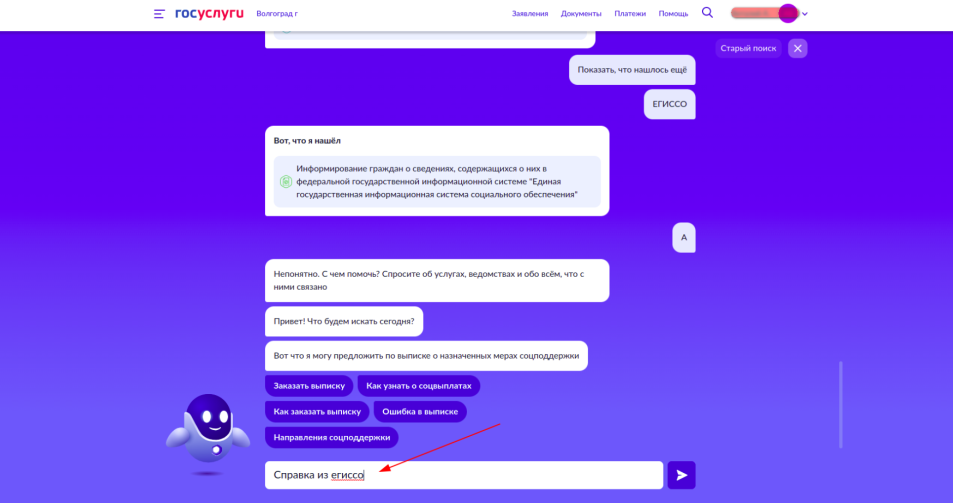 госуслуги Волгоград г Заявления Документы Платежи Помощь
Старый поиск
Показать, что нашлось ещё
ЕГИССО
Вот, что я нашёл
Информирование граждан о сведениях, содержащихся о них в
федеральной государственной информационной системе "Единая
государственная информационная система социального обеспечения"
А
Непонятно. С чем помочь? Спросите об услугах, ведомствах и обо всём, что с
ними связано
Привет! Что будем искать сегодня?
Вот что я могу предложить по выписке о назначенных мерах соцподдержки
Заказать выписку Как узнать о соцвыплатах
Как заказать выписку Ошибка в выписке
Направления соцподдержки
Справка из егиссо